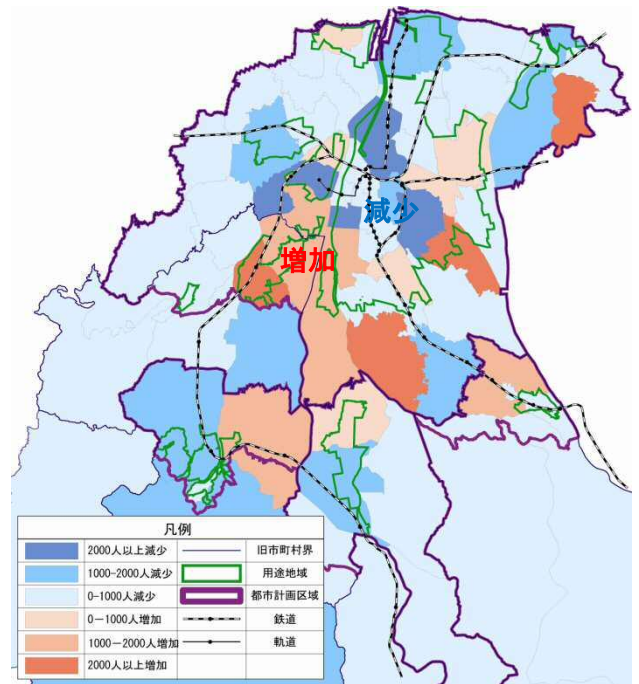 減少
増加
凡例
2000人以上減少
旧市町村界
1000-2000人減少
用途地域
0-1000人減少
都市計画区域
0－1000人増加
鉄道
1000－2000人増加
軌道
2000人以上増加